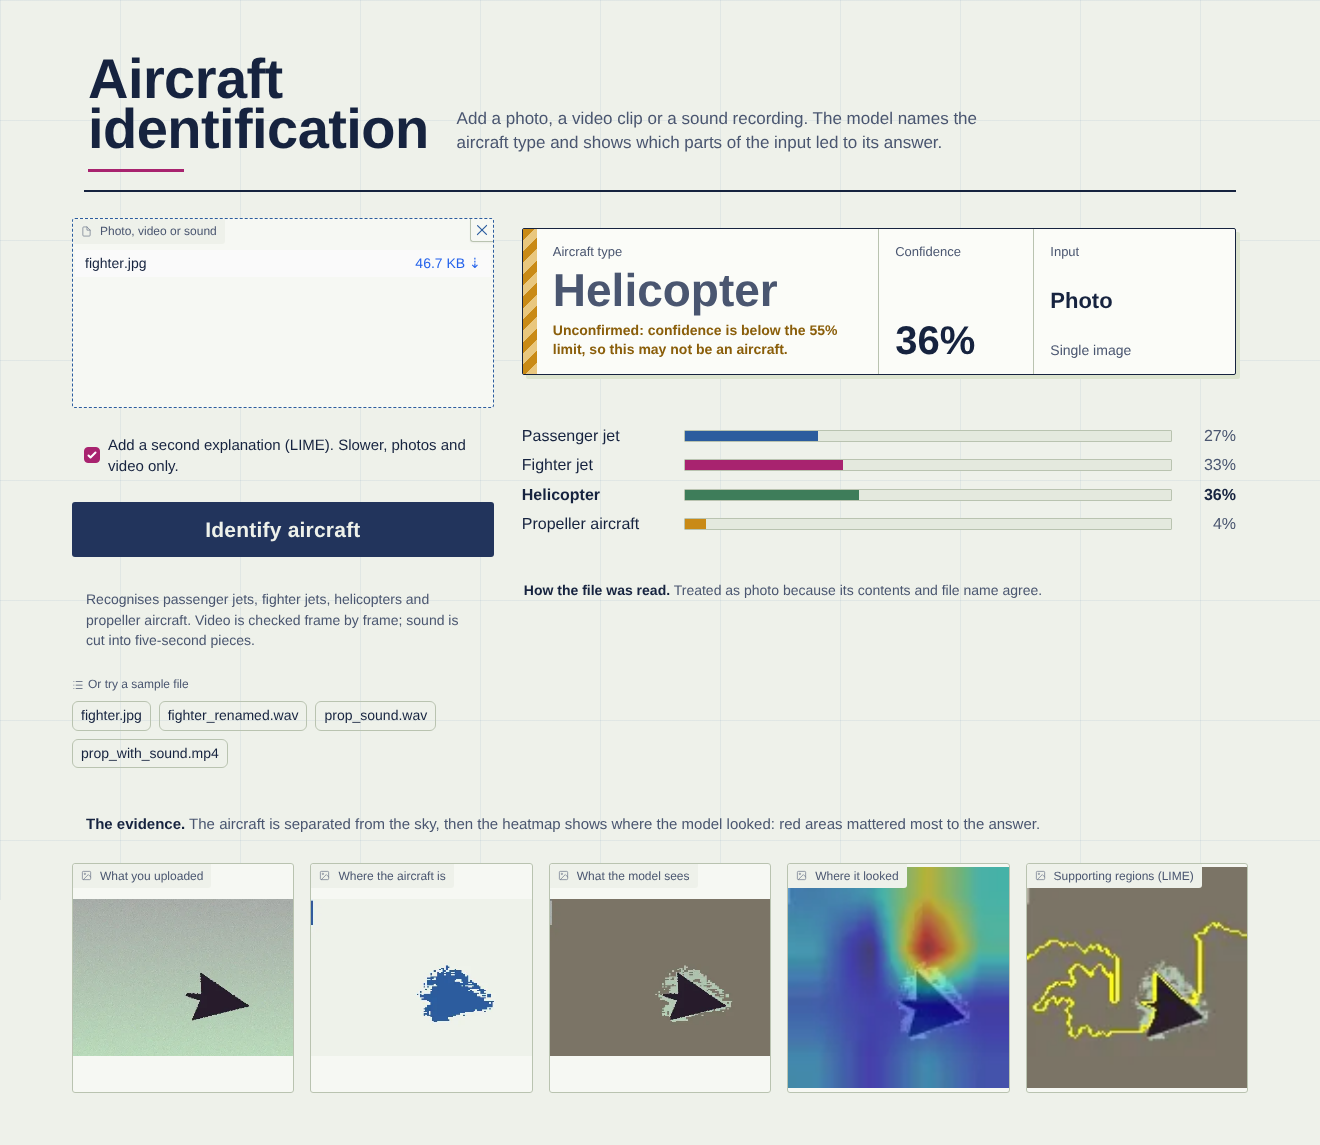 Aircraft
identification
Add a photo, a video clip or a sound recording. The model names the
aircraft type and shows which parts of the input led to its answer.
Photo, video or sound
fighter.jpg
46.7 KB ↓
Add a second explanation (LIME). Slower, photos and
video only.
Identify aircraft
Recognises passenger jets, fighter jets, helicopters and
propeller aircraft. Video is checked frame by frame; sound is
cut into five-second pieces.
Or try a sample file
fighter.jpg
fighter_renamed.wav
prop_sound.wav
prop_with_sound.mp4
Aircraft type
Helicopter
Unconfirmed: confidence is below the 55%
limit, so this may not be an aircraft.
Confidence
36%
Input
Photo
Single image
Passenger jet 27%
Fighter jet 33%
Helicopter 36%
Propeller aircraft 4%
How the file was read. Treated as photo because its contents and file name agree.
The evidence. The aircraft is separated from the sky, then the heatmap shows where the model looked: red areas mattered most to the answer.
What you uploaded
Where the aircraft is
What the model sees
Where it looked
Supporting regions (LIME)